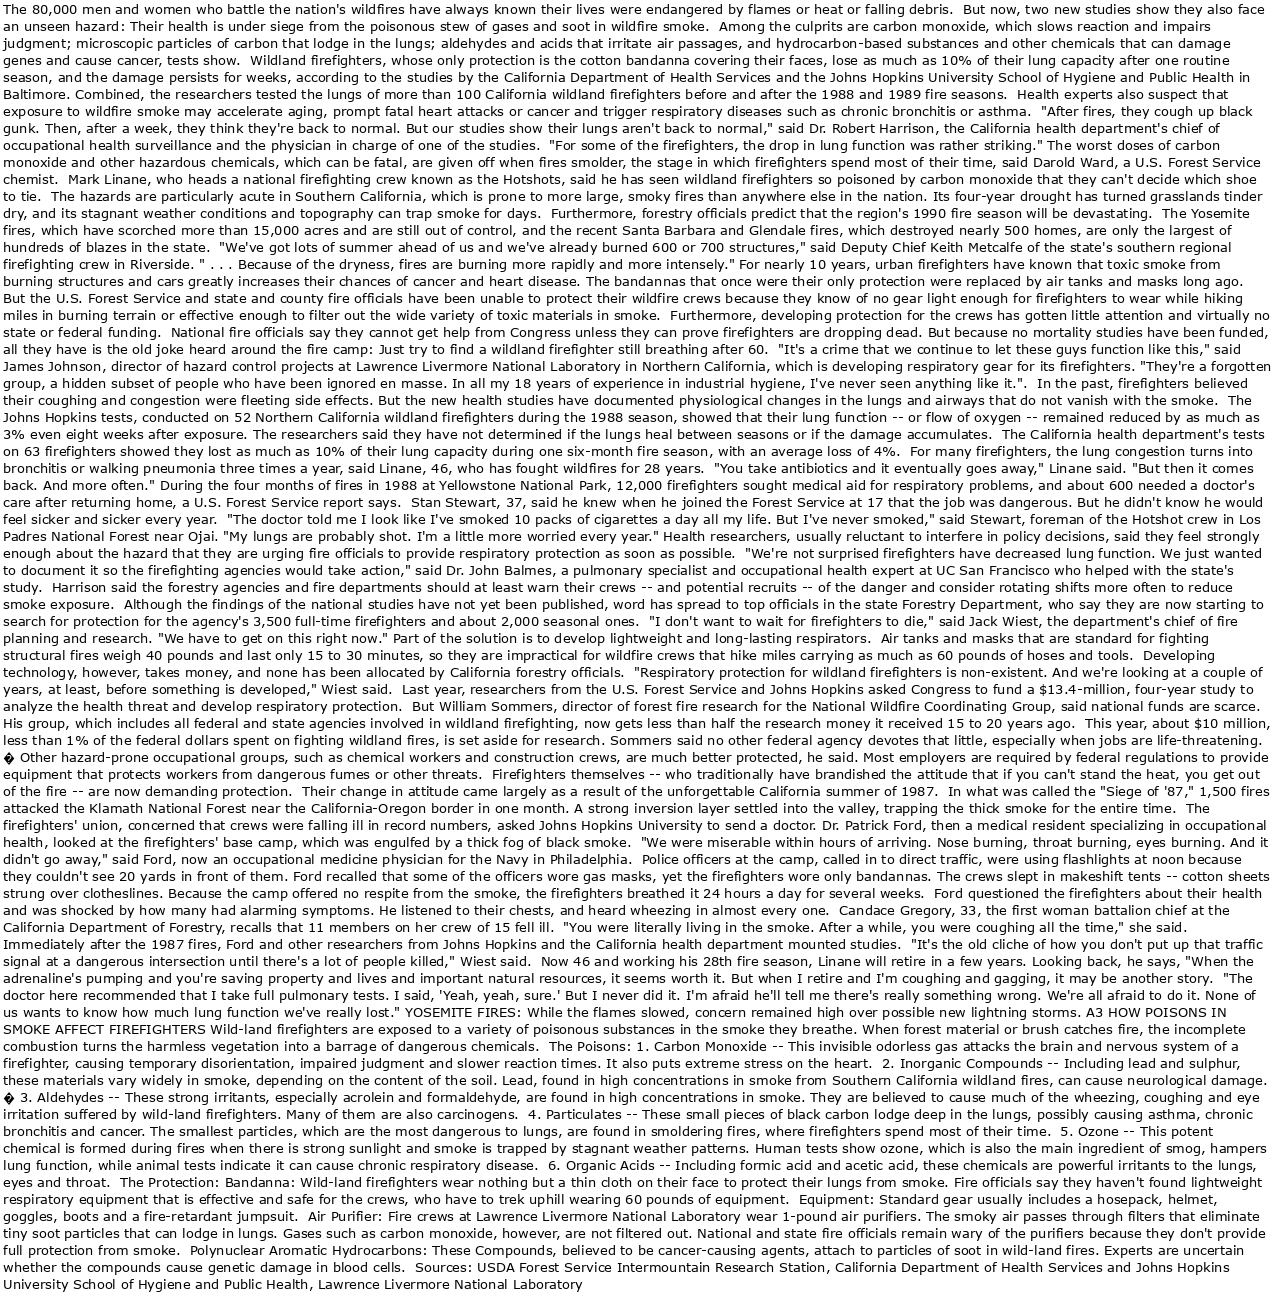 The 80,000 men and women who battle the nation's wildfires have always known their lives were endangered by flames or heat or falling debris.  But now, two new studies show they also face
an unseen hazard: Their health is under siege from the poisonous stew of gases and soot in wildfire smoke.  Among the culprits are carbon monoxide, which slows reaction and impairs
judgment; microscopic particles of carbon that lodge in the lungs; aldehydes and acids that irritate air passages, and hydrocarbon-based substances and other chemicals that can damage
genes and cause cancer, tests show.  Wildland firefighters, whose only protection is the cotton bandanna covering their faces, lose as much as 10% of their lung capacity after one routine
season, and the damage persists for weeks, according to the studies by the California Department of Health Services and the Johns Hopkins University School of Hygiene and Public Health in
Baltimore. Combined, the researchers tested the lungs of more than 100 California wildland firefighters before and after the 1988 and 1989 fire seasons.  Health experts also suspect that
exposure to wildfire smoke may accelerate aging, prompt fatal heart attacks or cancer and trigger respiratory diseases such as chronic bronchitis or asthma.  "After fires, they cough up black
gunk. Then, after a week, they think they're back to normal. But our studies show their lungs aren't back to normal," said Dr. Robert Harrison, the California health department's chief of
occupational health surveillance and the physician in charge of one of the studies.  "For some of the firefighters, the drop in lung function was rather striking." The worst doses of carbon
monoxide and other hazardous chemicals, which can be fatal, are given off when fires smolder, the stage in which firefighters spend most of their time, said Darold Ward, a U.S. Forest Service
chemist.  Mark Linane, who heads a national firefighting crew known as the Hotshots, said he has seen wildland firefighters so poisoned by carbon monoxide that they can't decide which shoe
to tie.  The hazards are particularly acute in Southern California, which is prone to more large, smoky fires than anywhere else in the nation. Its four-year drought has turned grasslands tinder
dry, and its stagnant weather conditions and topography can trap smoke for days.  Furthermore, forestry officials predict that the region's 1990 fire season will be devastating.  The Yosemite
fires, which have scorched more than 15,000 acres and are still out of control, and the recent Santa Barbara and Glendale fires, which destroyed nearly 500 homes, are only the largest of
hundreds of blazes in the state.  "We've got lots of summer ahead of us and we've already burned 600 or 700 structures," said Deputy Chief Keith Metcalfe of the state's southern regional
firefighting crew in Riverside. " . . . Because of the dryness, fires are burning more rapidly and more intensely." For nearly 10 years, urban firefighters have known that toxic smoke from
burning structures and cars greatly increases their chances of cancer and heart disease. The bandannas that once were their only protection were replaced by air tanks and masks long ago.
But the U.S. Forest Service and state and county fire officials have been unable to protect their wildfire crews because they know of no gear light enough for firefighters to wear while hiking
miles in burning terrain or effective enough to filter out the wide variety of toxic materials in smoke.  Furthermore, developing protection for the crews has gotten little attention and virtually no
state or federal funding.  National fire officials say they cannot get help from Congress unless they can prove firefighters are dropping dead. But because no mortality studies have been funded,
all they have is the old joke heard around the fire camp: Just try to find a wildland firefighter still breathing after 60.  "It's a crime that we continue to let these guys function like this," said
James Johnson, director of hazard control projects at Lawrence Livermore National Laboratory in Northern California, which is developing respiratory gear for its firefighters. "They're a forgotten
group, a hidden subset of people who have been ignored en masse. In all my 18 years of experience in industrial hygiene, I've never seen anything like it.".  In the past, firefighters believed
their coughing and congestion were fleeting side effects. But the new health studies have documented physiological changes in the lungs and airways that do not vanish with the smoke.  The
Johns Hopkins tests, conducted on 52 Northern California wildland firefighters during the 1988 season, showed that their lung function -- or flow of oxygen -- remained reduced by as much as
3% even eight weeks after exposure. The researchers said they have not determined if the lungs heal between seasons or if the damage accumulates.  The California health department's tests
on 63 firefighters showed they lost as much as 10% of their lung capacity during one six-month fire season, with an average loss of 4%.  For many firefighters, the lung congestion turns into
bronchitis or walking pneumonia three times a year, said Linane, 46, who has fought wildfires for 28 years.  "You take antibiotics and it eventually goes away," Linane said. "But then it comes
back. And more often." During the four months of fires in 1988 at Yellowstone National Park, 12,000 firefighters sought medical aid for respiratory problems, and about 600 needed a doctor's
care after returning home, a U.S. Forest Service report says.  Stan Stewart, 37, said he knew when he joined the Forest Service at 17 that the job was dangerous. But he didn't know he would
feel sicker and sicker every year.  "The doctor told me I look like I've smoked 10 packs of cigarettes a day all my life. But I've never smoked," said Stewart, foreman of the Hotshot crew in Los
Padres National Forest near Ojai. "My lungs are probably shot. I'm a little more worried every year." Health researchers, usually reluctant to interfere in policy decisions, said they feel strongly
enough about the hazard that they are urging fire officials to provide respiratory protection as soon as possible.  "We're not surprised firefighters have decreased lung function. We just wanted
to document it so the firefighting agencies would take action," said Dr. John Balmes, a pulmonary specialist and occupational health expert at UC San Francisco who helped with the state's
study.  Harrison said the forestry agencies and fire departments should at least warn their crews -- and potential recruits -- of the danger and consider rotating shifts more often to reduce
smoke exposure.  Although the findings of the national studies have not yet been published, word has spread to top officials in the state Forestry Department, who say they are now starting to
search for protection for the agency's 3,500 full-time firefighters and about 2,000 seasonal ones.  "I don't want to wait for firefighters to die," said Jack Wiest, the department's chief of fire
planning and research. "We have to get on this right now." Part of the solution is to develop lightweight and long-lasting respirators.  Air tanks and masks that are standard for fighting
structural fires weigh 40 pounds and last only 15 to 30 minutes, so they are impractical for wildfire crews that hike miles carrying as much as 60 pounds of hoses and tools.  Developing
technology, however, takes money, and none has been allocated by California forestry officials.  "Respiratory protection for wildland firefighters is non-existent. And we're looking at a couple of
years, at least, before something is developed," Wiest said.  Last year, researchers from the U.S. Forest Service and Johns Hopkins asked Congress to fund a $13.4-million, four-year study to
analyze the health threat and develop respiratory protection.  But William Sommers, director of forest fire research for the National Wildfire Coordinating Group, said national funds are scarce.
His group, which includes all federal and state agencies involved in wildland firefighting, now gets less than half the research money it received 15 to 20 years ago.  This year, about $10 million,
less than 1% of the federal dollars spent on fighting wildland fires, is set aside for research. Sommers said no other federal agency devotes that little, especially when jobs are life-threatening.
� Other hazard-prone occupational groups, such as chemical workers and construction crews, are much better protected, he said. Most employers are required by federal regulations to provide
equipment that protects workers from dangerous fumes or other threats.  Firefighters themselves -- who traditionally have brandished the attitude that if you can't stand the heat, you get out
of the fire -- are now demanding protection.  Their change in attitude came largely as a result of the unforgettable California summer of 1987.  In what was called the "Siege of '87," 1,500 fires
attacked the Klamath National Forest near the California-Oregon border in one month. A strong inversion layer settled into the valley, trapping the thick smoke for the entire time.  The
firefighters' union, concerned that crews were falling ill in record numbers, asked Johns Hopkins University to send a doctor. Dr. Patrick Ford, then a medical resident specializing in occupational
health, looked at the firefighters' base camp, which was engulfed by a thick fog of black smoke.  "We were miserable within hours of arriving. Nose burning, throat burning, eyes burning. And it
didn't go away," said Ford, now an occupational medicine physician for the Navy in Philadelphia.  Police officers at the camp, called in to direct traffic, were using flashlights at noon because
they couldn't see 20 yards in front of them. Ford recalled that some of the officers wore gas masks, yet the firefighters wore only bandannas. The crews slept in makeshift tents -- cotton sheets
strung over clotheslines. Because the camp offered no respite from the smoke, the firefighters breathed it 24 hours a day for several weeks.  Ford questioned the firefighters about their health
and was shocked by how many had alarming symptoms. He listened to their chests, and heard wheezing in almost every one.  Candace Gregory, 33, the first woman battalion chief at the
California Department of Forestry, recalls that 11 members on her crew of 15 fell ill.  "You were literally living in the smoke. After a while, you were coughing all the time," she said.
Immediately after the 1987 fires, Ford and other researchers from Johns Hopkins and the California health department mounted studies.  "It's the old cliche of how you don't put up that traffic
signal at a dangerous intersection until there's a lot of people killed," Wiest said.  Now 46 and working his 28th fire season, Linane will retire in a few years. Looking back, he says, "When the
adrenaline's pumping and you're saving property and lives and important natural resources, it seems worth it. But when I retire and I'm coughing and gagging, it may be another story.  "The
doctor here recommended that I take full pulmonary tests. I said, 'Yeah, yeah, sure.' But I never did it. I'm afraid he'll tell me there's really something wrong. We're all afraid to do it. None of
us wants to know how much lung function we've really lost." YOSEMITE FIRES: While the flames slowed, concern remained high over possible new lightning storms. A3 HOW POISONS IN
SMOKE AFFECT FIREFIGHTERS Wild-land firefighters are exposed to a variety of poisonous substances in the smoke they breathe. When forest material or brush catches fire, the incomplete
combustion turns the harmless vegetation into a barrage of dangerous chemicals.  The Poisons: 1. Carbon Monoxide -- This invisible odorless gas attacks the brain and nervous system of a
firefighter, causing temporary disorientation, impaired judgment and slower reaction times. It also puts extreme stress on the heart.  2. Inorganic Compounds -- Including lead and sulphur,
these materials vary widely in smoke, depending on the content of the soil. Lead, found in high concentrations in smoke from Southern California wildland fires, can cause neurological damage.
� 3. Aldehydes -- These strong irritants, especially acrolein and formaldehyde, are found in high concentrations in smoke. They are believed to cause much of the wheezing, coughing and eye
irritation suffered by wild-land firefighters. Many of them are also carcinogens.  4. Particulates -- These small pieces of black carbon lodge deep in the lungs, possibly causing asthma, chronic
bronchitis and cancer. The smallest particles, which are the most dangerous to lungs, are found in smoldering fires, where firefighters spend most of their time.  5. Ozone -- This potent
chemical is formed during fires when there is strong sunlight and smoke is trapped by stagnant weather patterns. Human tests show ozone, which is also the main ingredient of smog, hampers
lung function, while animal tests indicate it can cause chronic respiratory disease.  6. Organic Acids -- Including formic acid and acetic acid, these chemicals are powerful irritants to the lungs,
eyes and throat.  The Protection: Bandanna: Wild-land firefighters wear nothing but a thin cloth on their face to protect their lungs from smoke. Fire officials say they haven't found lightweight
respiratory equipment that is effective and safe for the crews, who have to trek uphill wearing 60 pounds of equipment.  Equipment: Standard gear usually includes a hosepack, helmet,
goggles, boots and a fire-retardant jumpsuit.  Air Purifier: Fire crews at Lawrence Livermore National Laboratory wear 1-pound air purifiers. The smoky air passes through filters that eliminate
tiny soot particles that can lodge in lungs. Gases such as carbon monoxide, however, are not filtered out. National and state fire officials remain wary of the purifiers because they don't provide
full protection from smoke.  Polynuclear Aromatic Hydrocarbons: These Compounds, believed to be cancer-causing agents, attach to particles of soot in wild-land fires. Experts are uncertain
whether the compounds cause genetic damage in blood cells.  Sources: USDA Forest Service Intermountain Research Station, California Department of Health Services and Johns Hopkins
University School of Hygiene and Public Health, Lawrence Livermore National Laboratory